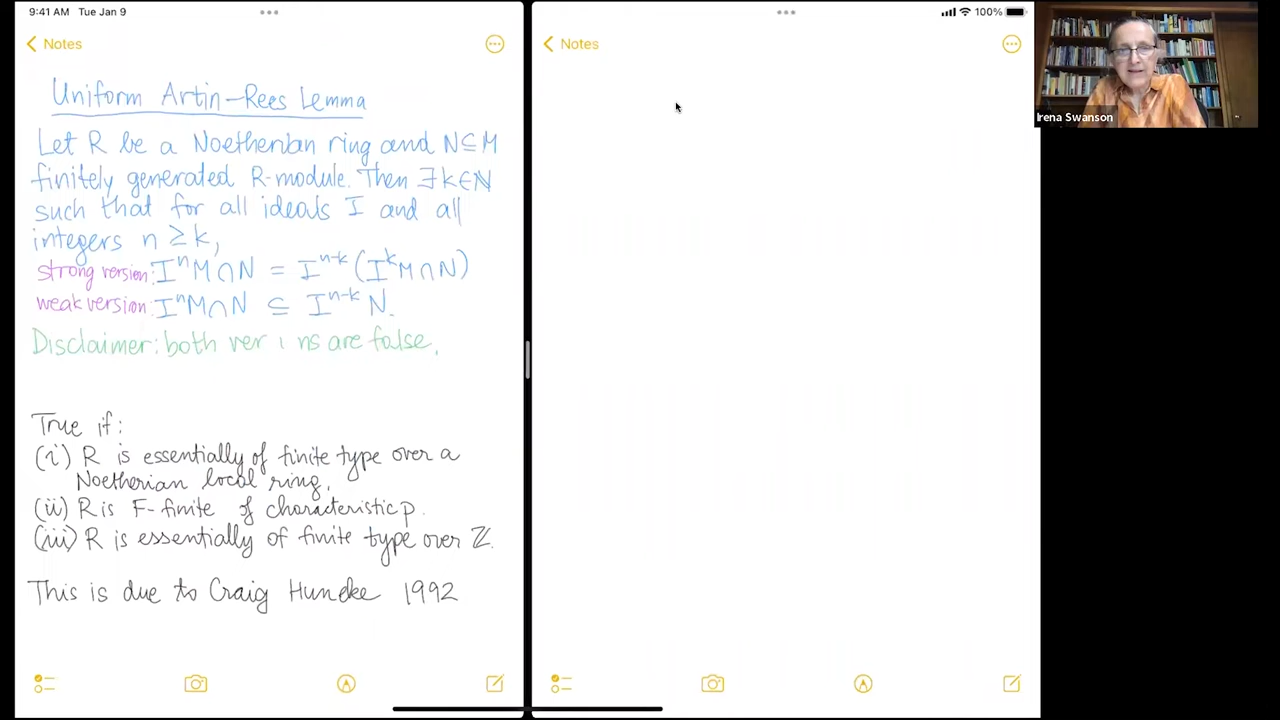 9:41 AM Tue Jan 9
100%
Notes
Notes
Uniform Artin-Rees Lemma
Let R be a Noetherian ring and N⊆M
finitely generated R-module. Then ∃k∈ℕ
such that for all ideals I and all
integers n ≥ k,
strong version: IⁿM∩N = Iⁿ⁻ᵏ(IᵏM∩N)
weak version: IⁿM∩N ⊆ Iⁿ⁻ᵏN.
Disclaimer: both ver i ns are false.
True if:
(i) R is essentially of finite type over a
Noetherian local ring.
(ii) R is F-finite of characteristic p.
(iii) R is essentially of finite type over ℤ.
This is due to Craig Huneke 1992
Irena Swanson